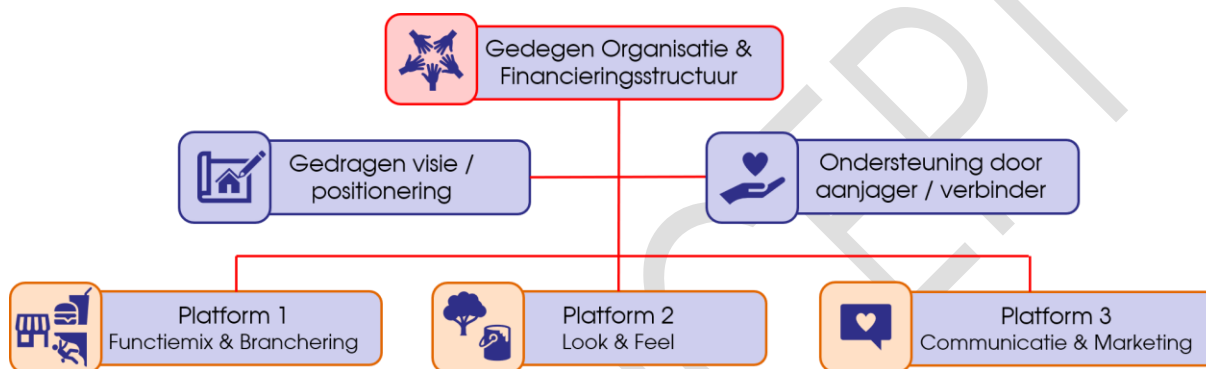 Gedegen Organisatie &
Financieringsstructuur
Gedragen visie /
positionering
Ondersteuning door
aanjager / verbinder
Platform 1
Functiemix & Branchering
Platform 2
Look & Feel
Platform 3
Communicatie & Marketing